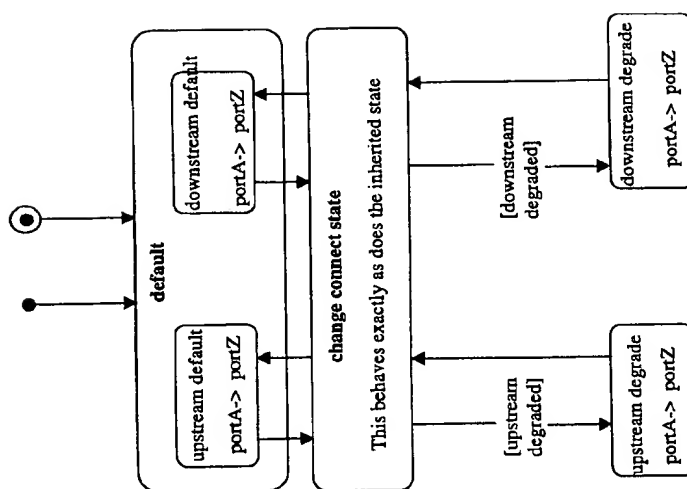 default
upstream default
portA-> portZ
downstream default
portA-> portZ
change connect state
This behaves exactly as does the inherited state
[upstream
degraded]
[downstream
degraded]
upstream degrade
portA-> portZ
downstream degrade
portA-> portZ